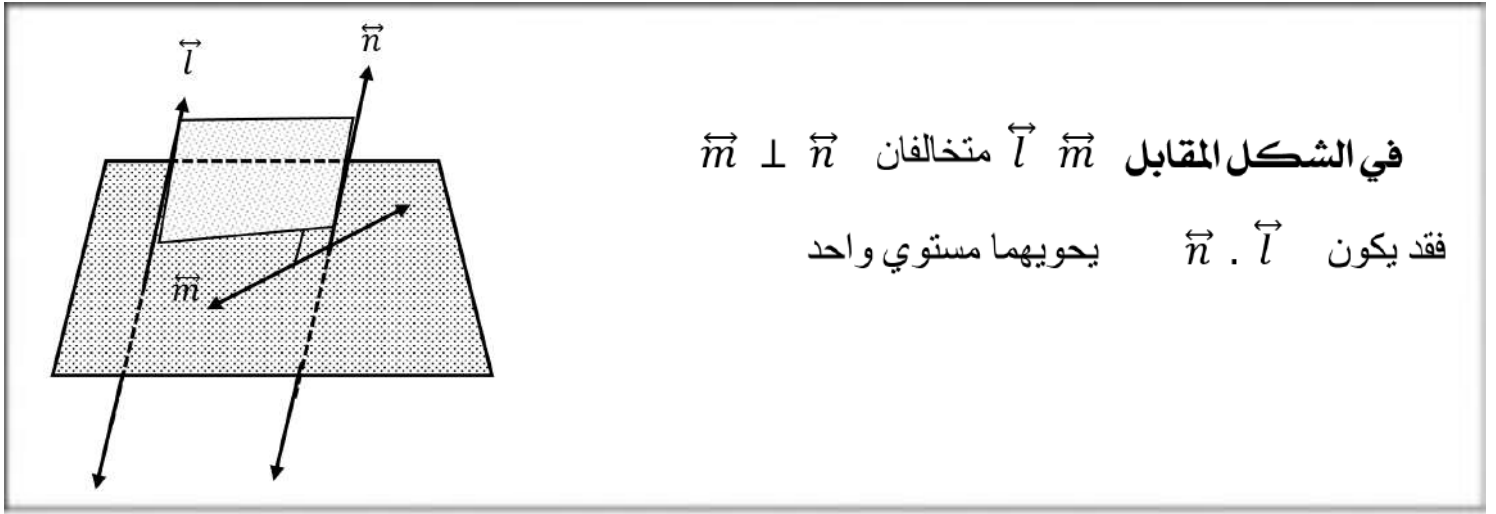 l
n
m
في الشكل المقابل m l متخالفان m ⊥ n
فقد يكون n . l يحويهما مستوي واحد